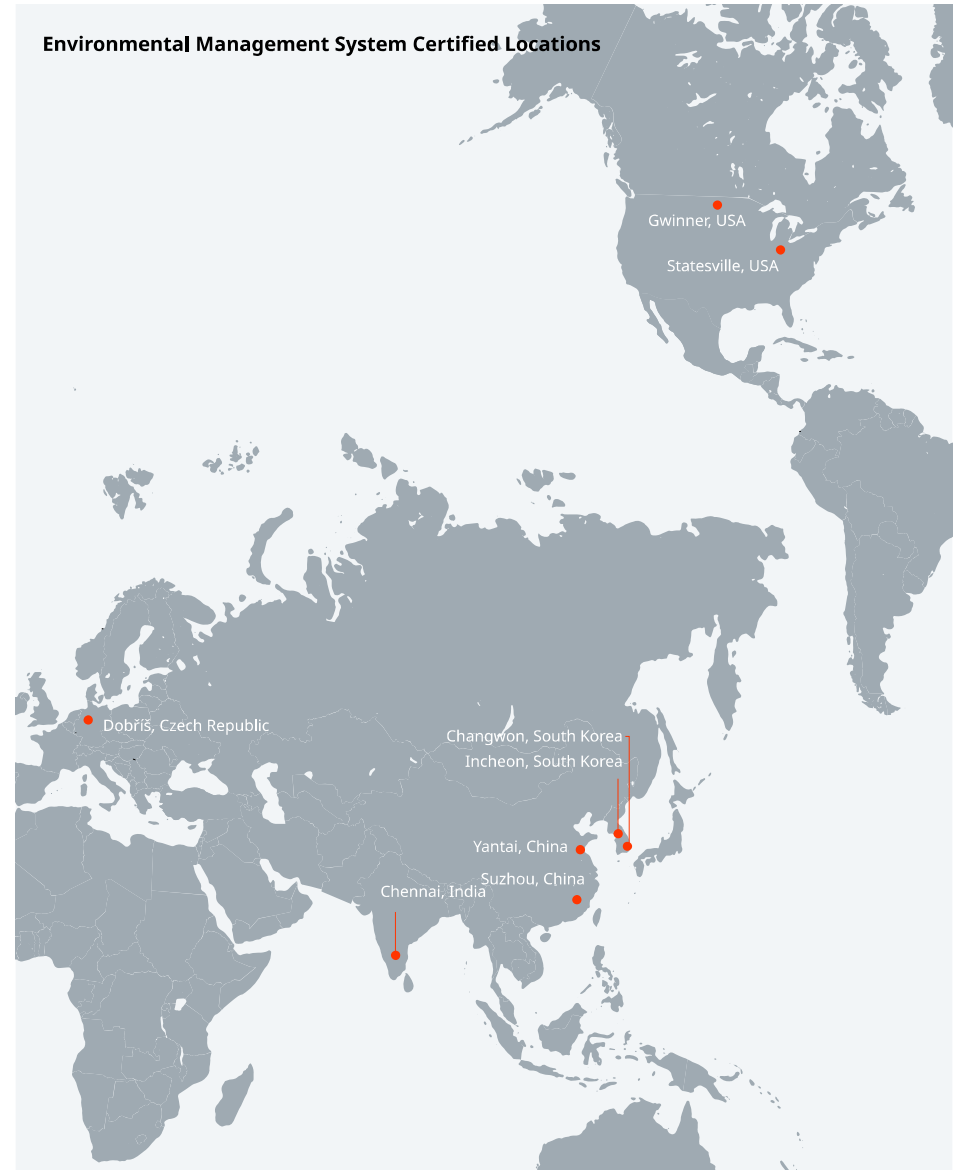 Environmental Management System Certified Locations
Gwinner, USA
Statesville, USA
Dobříš, Czech Republic
Changwon, South Korea
Incheon, South Korea
Yantai, China
Suzhou, China
Chennai, India